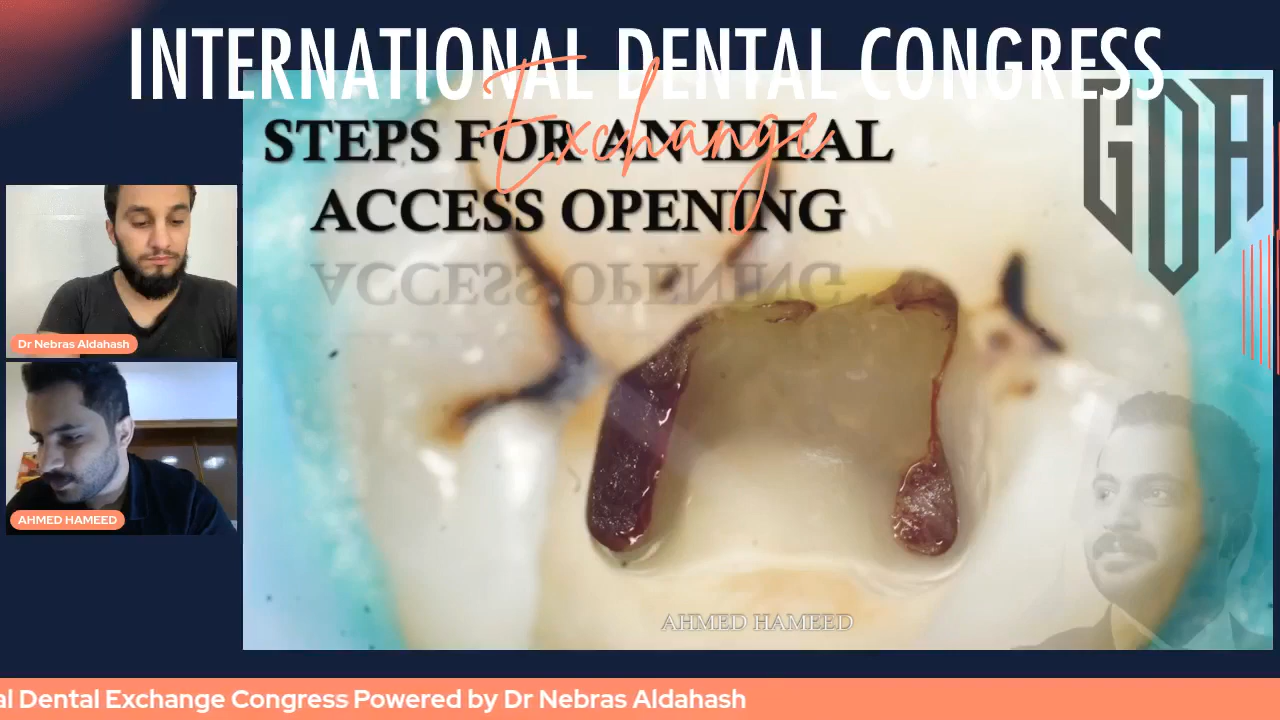 INTERNATIONAL DENTAL CONGRESS
Exchange
STEPS FOR AN IDEAL
ACCESS OPENING
GDA
Dr Nebras Aldahash
AHMED HAMEED
AHMED HAMEED
al Dental Exchange Congress Powered by Dr Nebras Aldahash